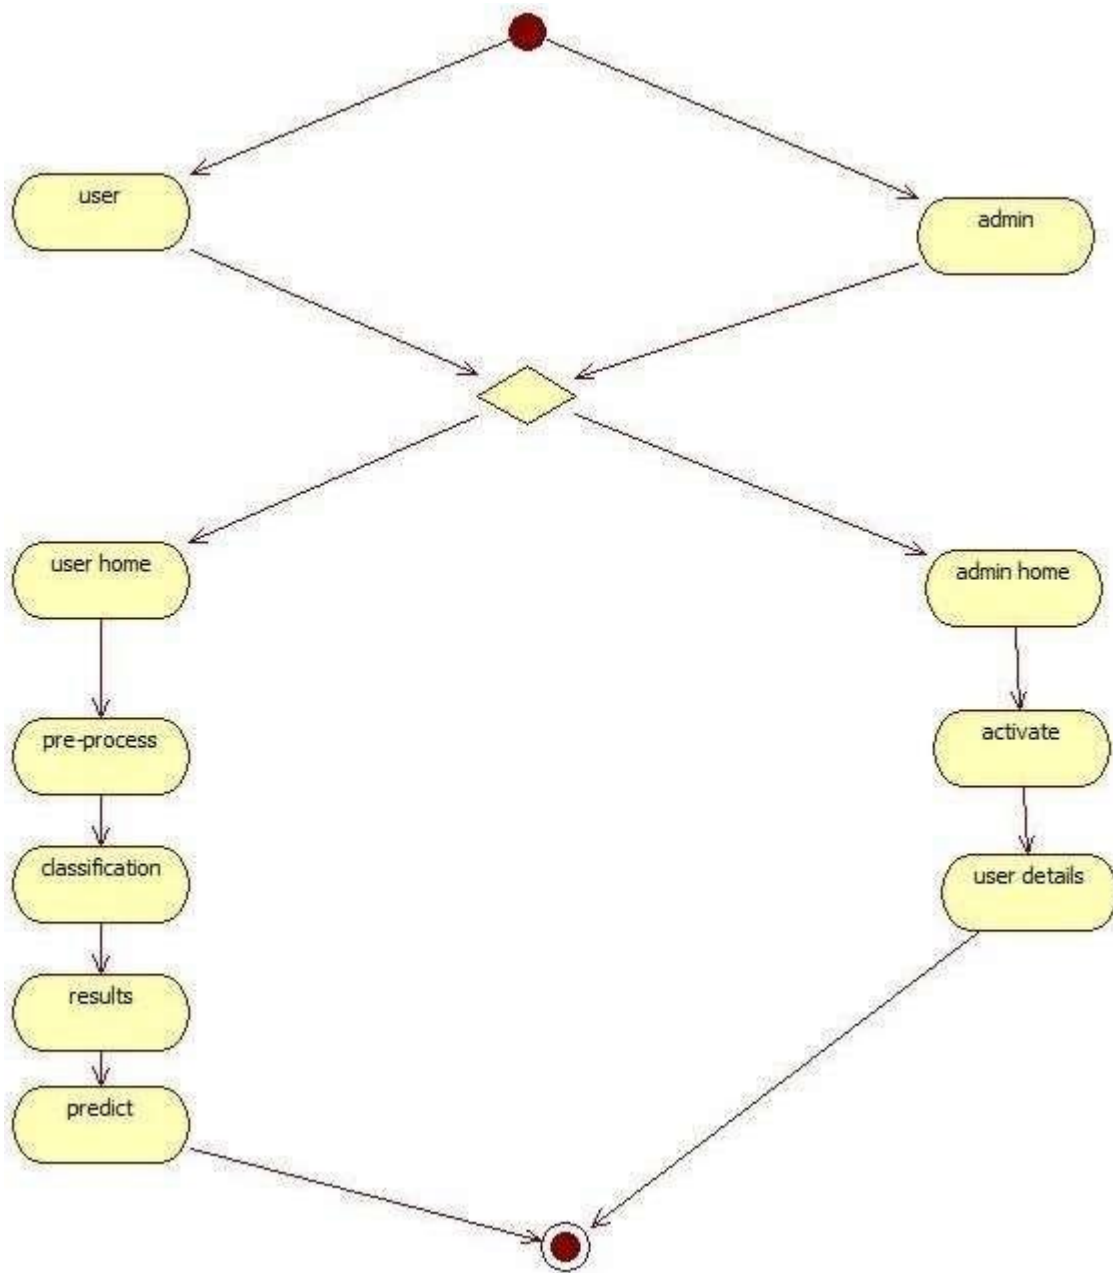 user
admin
user home
admin home
pre-process
activate
classification
user details
results
predict